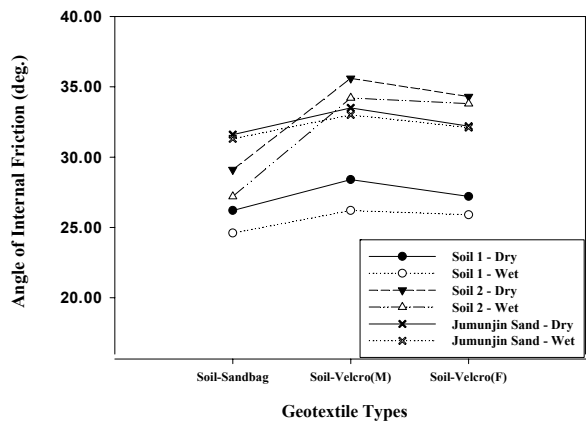 Angle of Internal Friction (deg.)
40.00
35.00
30.00
25.00
20.00
Soil 1 - Dry
Soil 1 - Wet
Soil 2 - Dry
Soil 2 - Wet
Jumunjin Sand - Dry
Jumunjin Sand - Wet
Soil-Sandbag
Soil-Velcro(M)
Soil-Velcro(F)
Geotextile Types